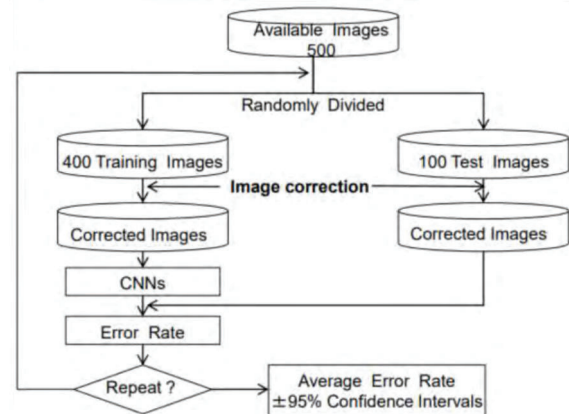 Available Images
500
Randomly Divided
400 Training Images
100 Test Images
Image correction
Corrected Images
Corrected Images
CNNs
Error Rate
Repeat ?
Average Error Rate
±95% Confidence Intervals